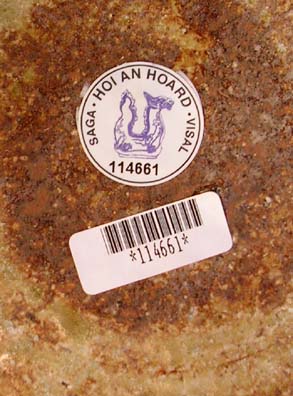 SAGA · HOI AN HOARD · VISAL
114661
*114661*